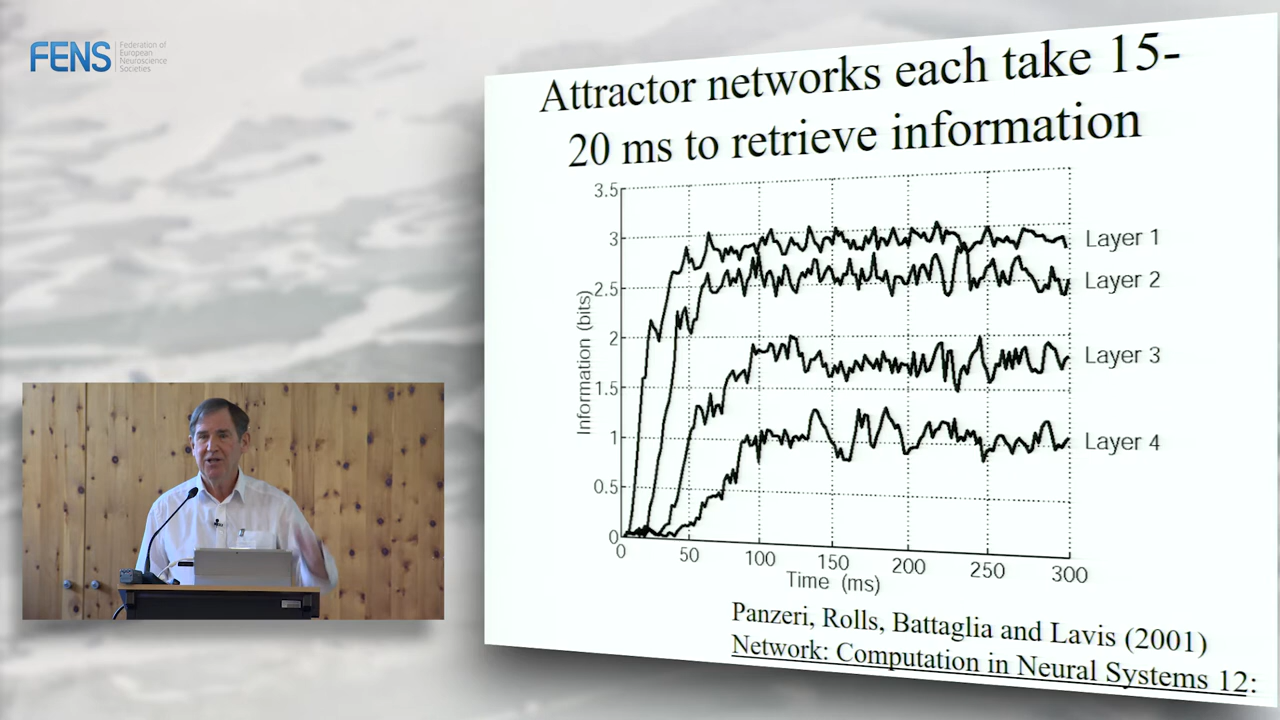 FENS
Federation of
European
Neuroscience
Societies
Attractor networks each take 15-
20 ms to retrieve information
3.5
3
2.5
2
1.5
1
0.5
0
Information (bits)
0 50 100 150 200 250 300
Time (ms)
Layer 1
Layer 2
Layer 3
Layer 4
Panzeri, Rolls, Battaglia and Lavis (2001)
Network: Computation in Neural Systems 12: